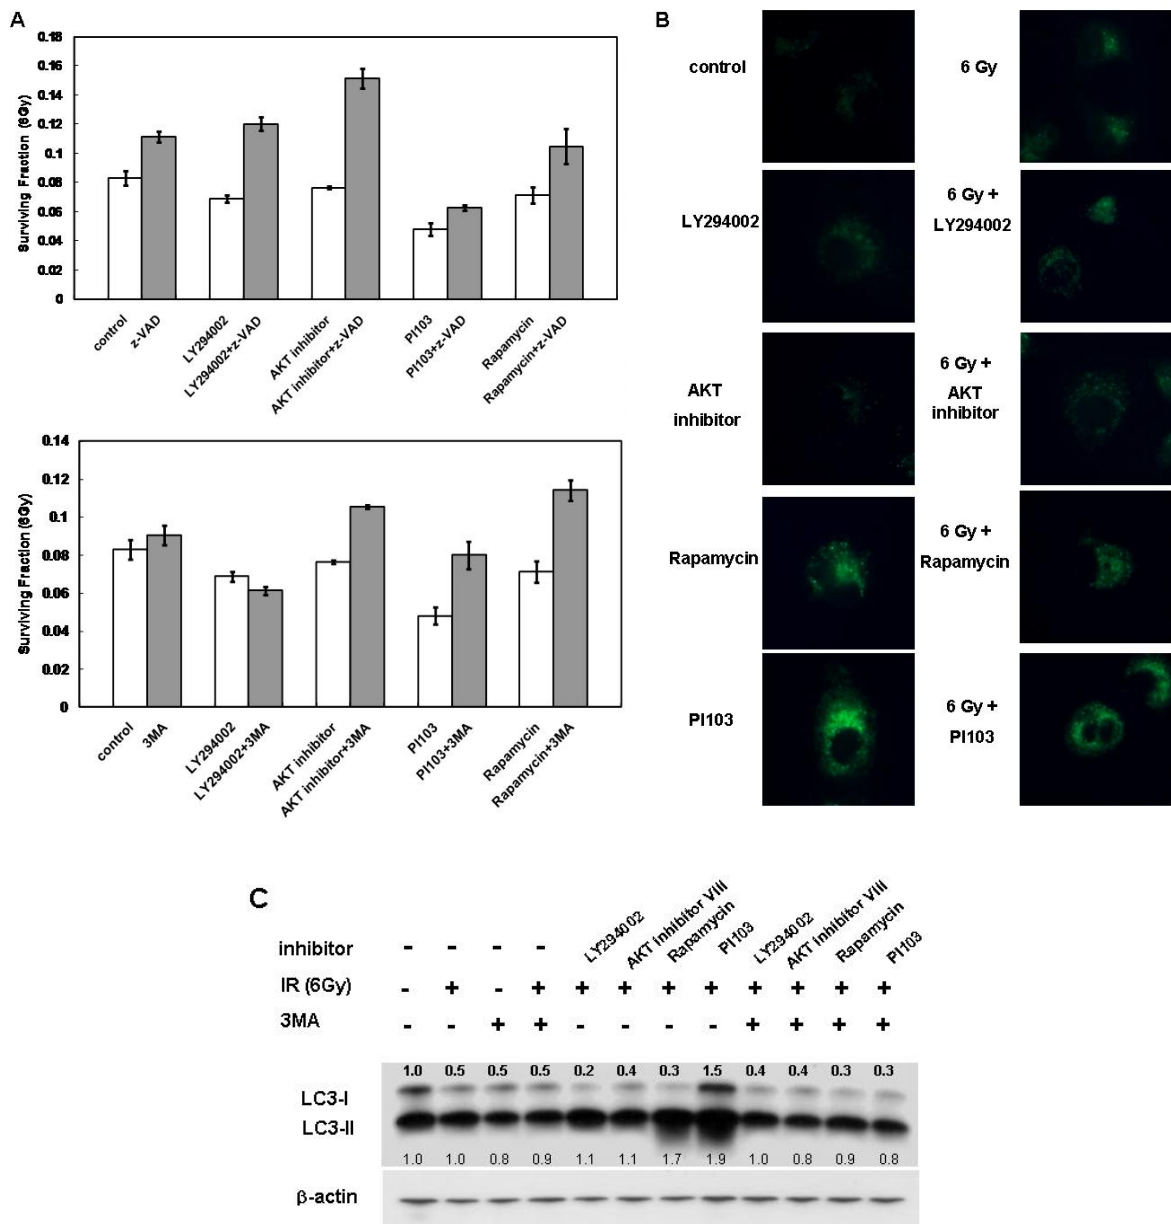 A
Surviving Fraction (6Gy)
0.18
0.16
0.14
0.12
0.1
0.08
0.06
0.04
0.02
0
control
z-VAD
LY294002
LY294002+z-VAD
AKT inhibitor
AKT inhibitor+z-VAD
PI103
PI103+z-VAD
Rapamycin
Rapamycin+z-VAD
Surviving Fraction (6Gy)
0.14
0.12
0.1
0.08
0.06
0.04
0.02
0
control
3MA
LY294002
LY294002+3MA
AKT inhibitor
AKT inhibitor+3MA
PI103
PI103+3MA
Rapamycin
Rapamycin+3MA
B
control
6 Gy
LY294002
6 Gy +
LY294002
AKT
inhibitor
6 Gy +
AKT
inhibitor
Rapamycin
6 Gy +
Rapamycin
PI103
6 Gy +
PI103
C
inhibitor - - - - LY294002 AKT inhibitor VIII Rapamycin PI103 LY294002 AKT inhibitor VIII Rapamycin PI103
IR (6Gy) - + - + + + + + + + + +
3MA - - + + - - - - + + + +
1.0 0.5 0.5 0.5 0.2 0.4 0.3 1.5 0.4 0.4 0.3 0.3
LC3-I
LC3-II
1.0 1.0 0.8 0.9 1.1 1.1 1.7 1.9 1.0 0.8 0.9 0.8
β-actin